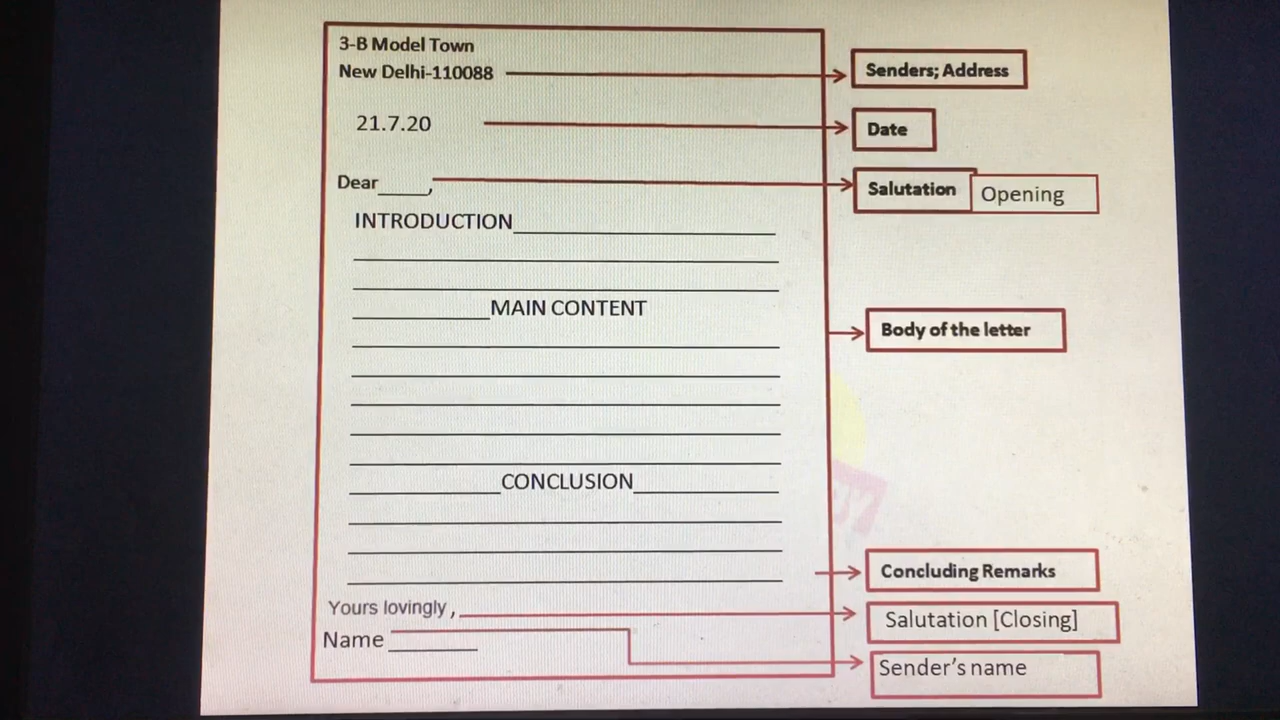 3-B Model Town
New Delhi-110088
Senders; Address
21.7.20
Date
Dear____,
Salutation
Opening
INTRODUCTION
MAIN CONTENT
Body of the letter
CONCLUSION
Concluding Remarks
Yours lovingly,
Salutation [Closing]
Name
Sender's name